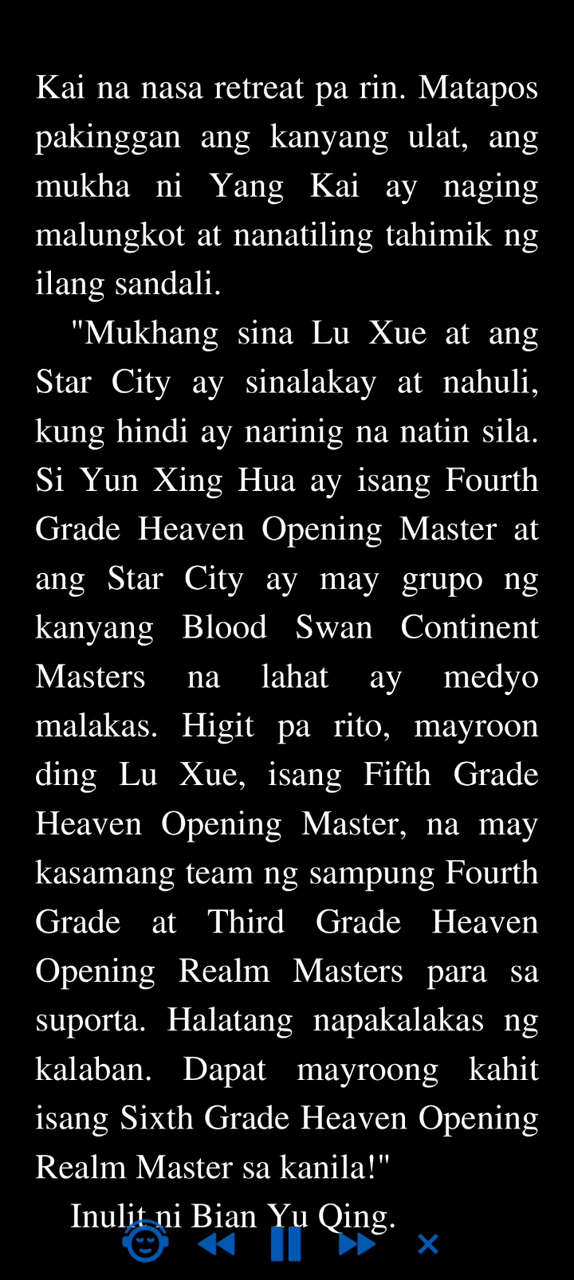 Kai na nasa retreat pa rin. Matapos
pakinggan ang kanyang ulat, ang
mukha ni Yang Kai ay naging
malungkot at nanatiling tahimik ng
ilang sandali.
"Mukhang sina Lu Xue at ang
Star City ay sinalakay at nahuli,
kung hindi ay narinig na natin sila.
Si Yun Xing Hua ay isang Fourth
Grade Heaven Opening Master at
ang Star City ay may grupo ng
kanyang Blood Swan Continent
Masters na lahat ay medyo
malakas. Higit pa rito, mayroon
ding Lu Xue, isang Fifth Grade
Heaven Opening Master, na may
kasamang team ng sampung Fourth
Grade at Third Grade Heaven
Opening Realm Masters para sa
suporta. Halatang napakalakas ng
kalaban. Dapat mayroong kahit
isang Sixth Grade Heaven Opening
Realm Master sa kanila!"
Inulit ni Bian Yu Qing.